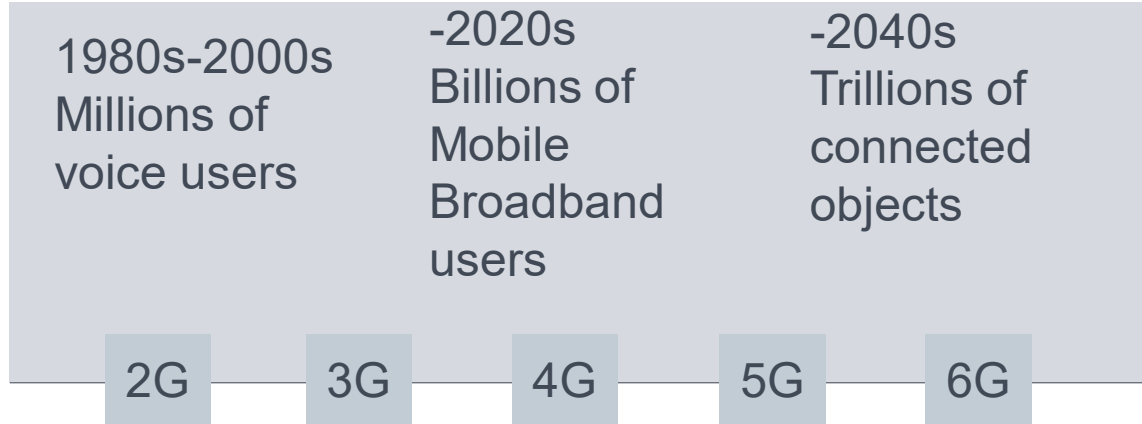 1980s-2000s
Millions of
voice users
-2020s
Billions of
Mobile
Broadband
users
-2040s
Trillions of
connected
objects
2G
3G
4G
5G
6G